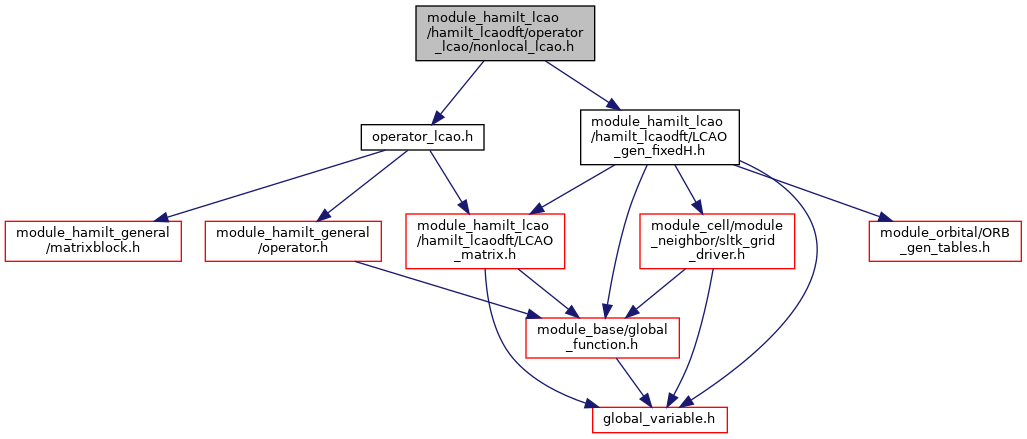 module_hamilt_lcao
/hamilt_lcaodft/operator
_lcao/nonlocal_lcao.h
operator_lcao.h
module_hamilt_lcao
/hamilt_lcaodft/LCAO
_gen_fixedH.h
module_hamilt_general
/matrixblock.h
module_hamilt_general
/operator.h
module_hamilt_lcao
/hamilt_lcaodft/LCAO
_matrix.h
module_cell/module
_neighbor/sltk_grid
_driver.h
module_orbital/ORB
_gen_tables.h
module_base/global
_function.h
global_variable.h